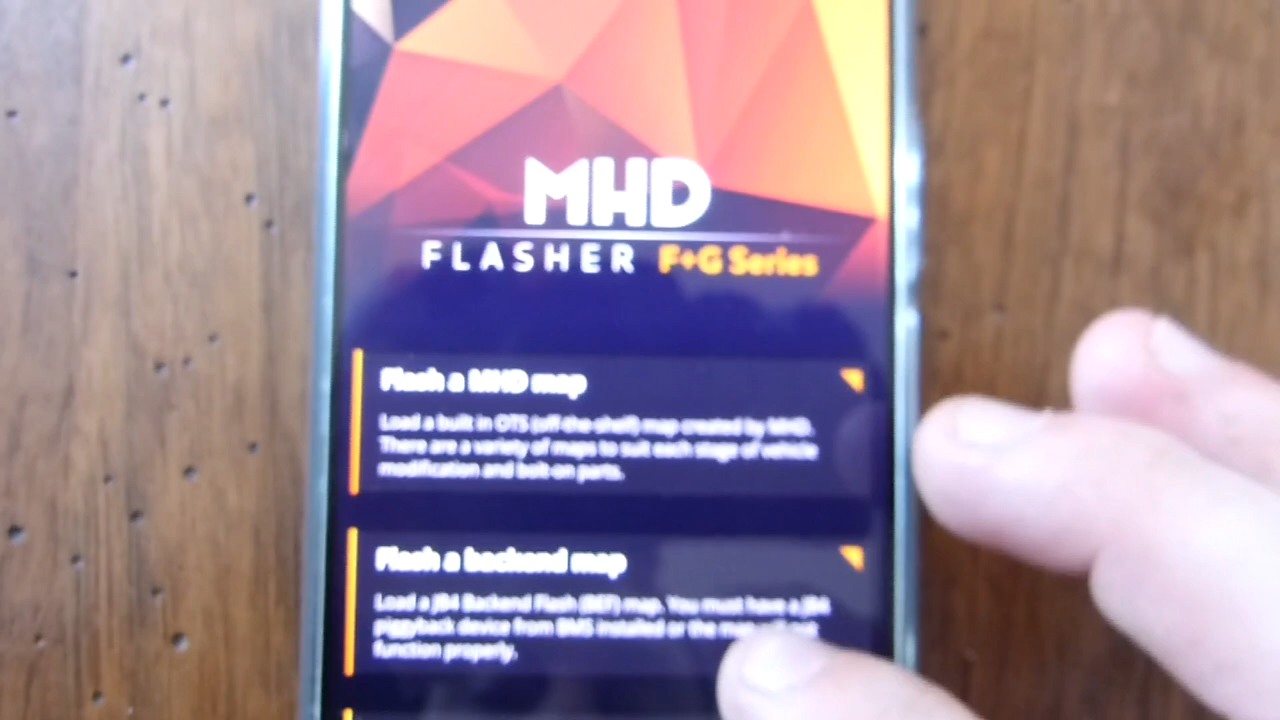 MHD
FLASHER F+G Series
Flash a MHD map
Load a built in OTS (off the shelf) map created by MHD.
There are a variety of maps to suit each stage of vehicle
modification and bolt on parts.
Flash a backend map
Load a JB4 Backend Flash (BEF) map. You must have a JB4
piggyback device from BMS installed or the map will not
function properly.